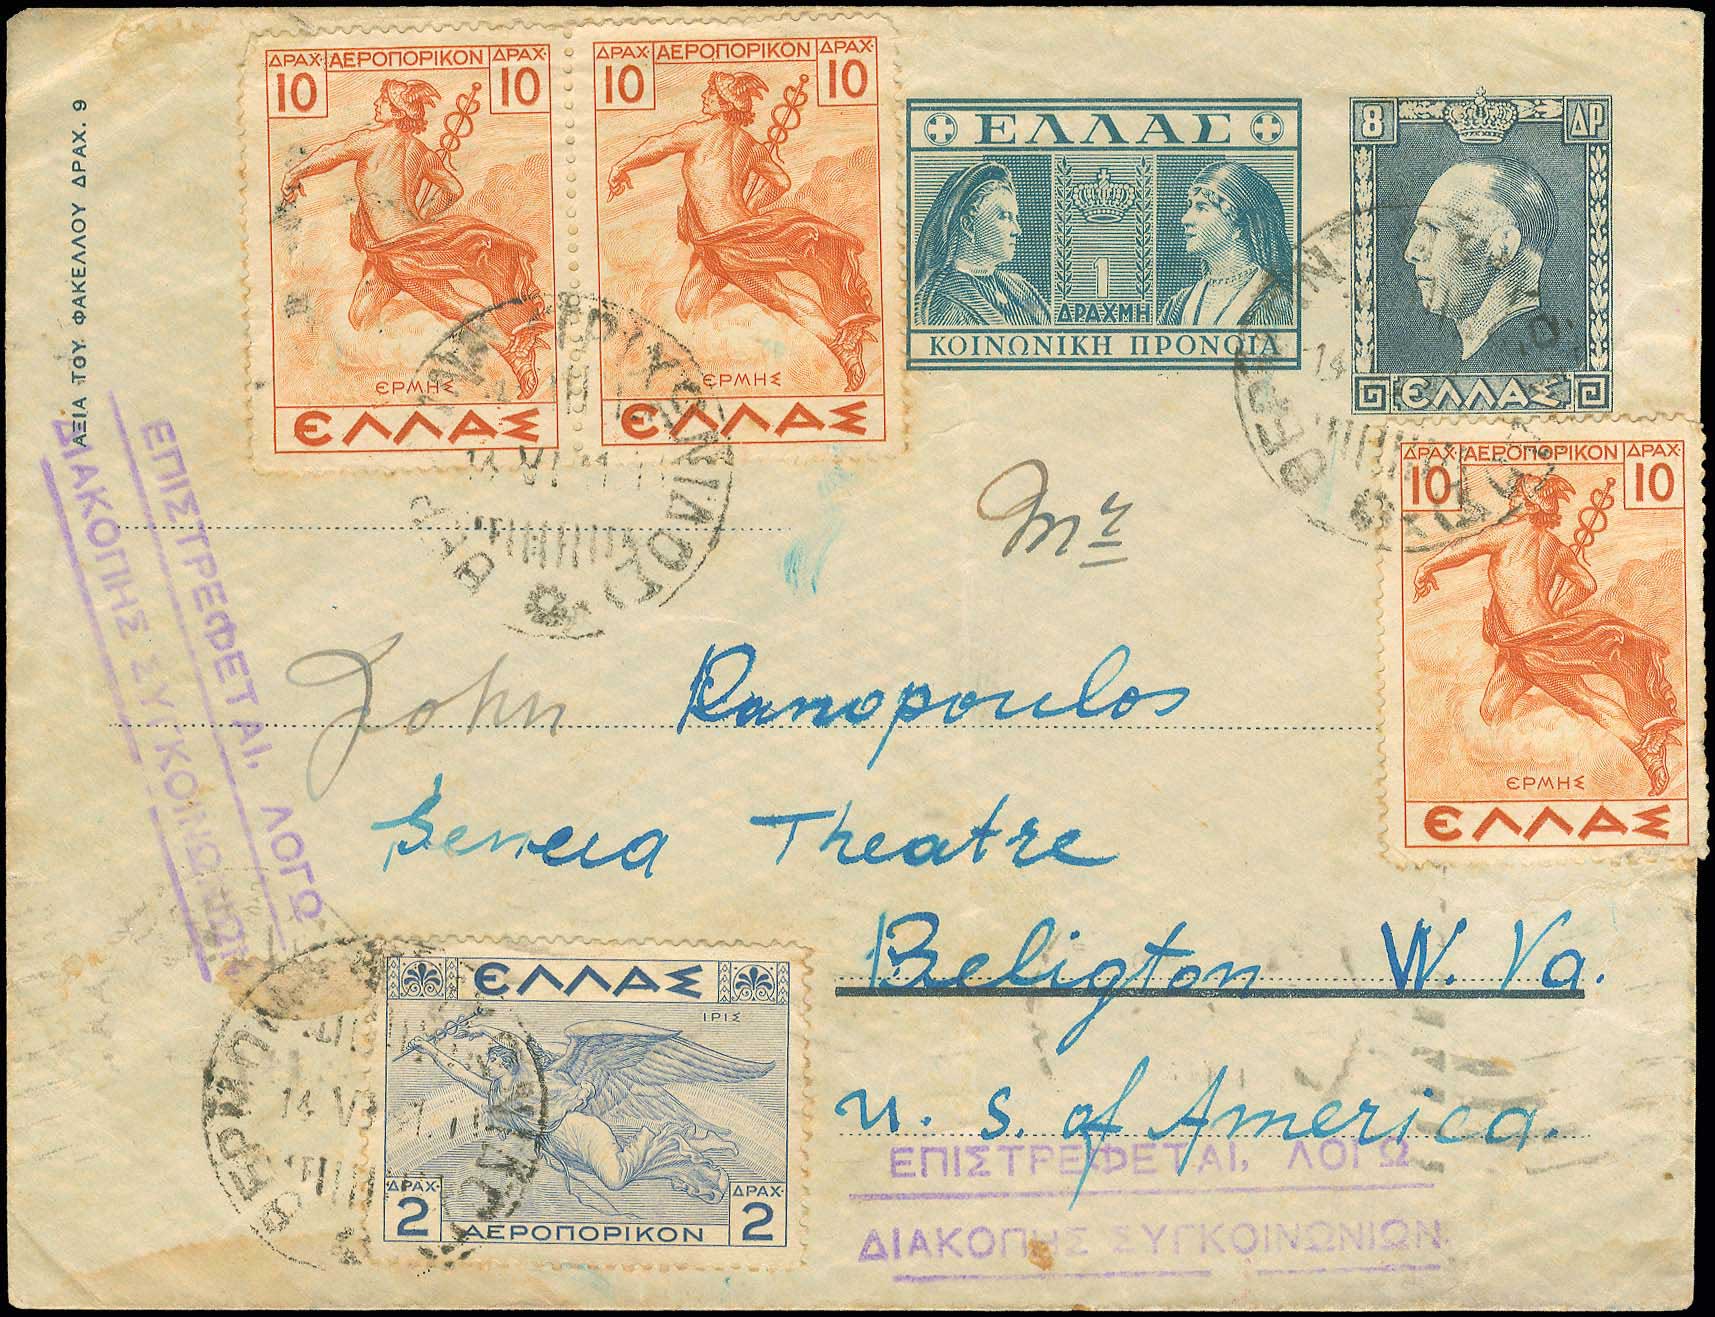 ΑΞΙΑ ΤΟΥ ΦΑΚΕΛΛΟΥ ΔΡΑΧ. 9
ΔΡΑΧ. ΑΕΡΟΠΟΡΙΚΟΝ ΔΡΑΧ.
10 10
ΕΡΜΗΣ
ΕΛΛΑΣ
ΔΡΑΧ. ΑΕΡΟΠΟΡΙΚΟΝ ΔΡΑΧ.
10 10
ΕΡΜΗΣ
ΕΛΛΑΣ
ΕΛΛΑΣ
1
ΔΡΑΧΜΗ
ΚΟΙΝΩΝΙΚΗ ΠΡΟΝΟΙΑ
8 ΔΡ
ΕΛΛΑΣ
ΔΡΑΧ. ΑΕΡΟΠΟΡΙΚΟΝ ΔΡΑΧ.
10 10
ΕΡΜΗΣ
ΕΛΛΑΣ
ΕΠΙΣΤΡΕΦΕΤΑΙ, ΛΟΓΩ
ΔΙΑΚΟΠΗΣ ΣΥΓΚΟΙΝΩΝΙΩΝ
Mr
John Ranopoulos
Seneca Theatre
Beligton W. Va.
U. S. of America.
ΕΛΛΑΣ
ΙΡΙΣ
ΔΡΑΧ. ΔΡΑΧ.
2 ΑΕΡΟΠΟΡΙΚΟΝ 2
14 VI
ΕΠΙΣΤΡΕΦΕΤΑΙ, ΛΟΓΩ
ΔΙΑΚΟΠΗΣ ΣΥΓΚΟΙΝΩΝΙΩΝ